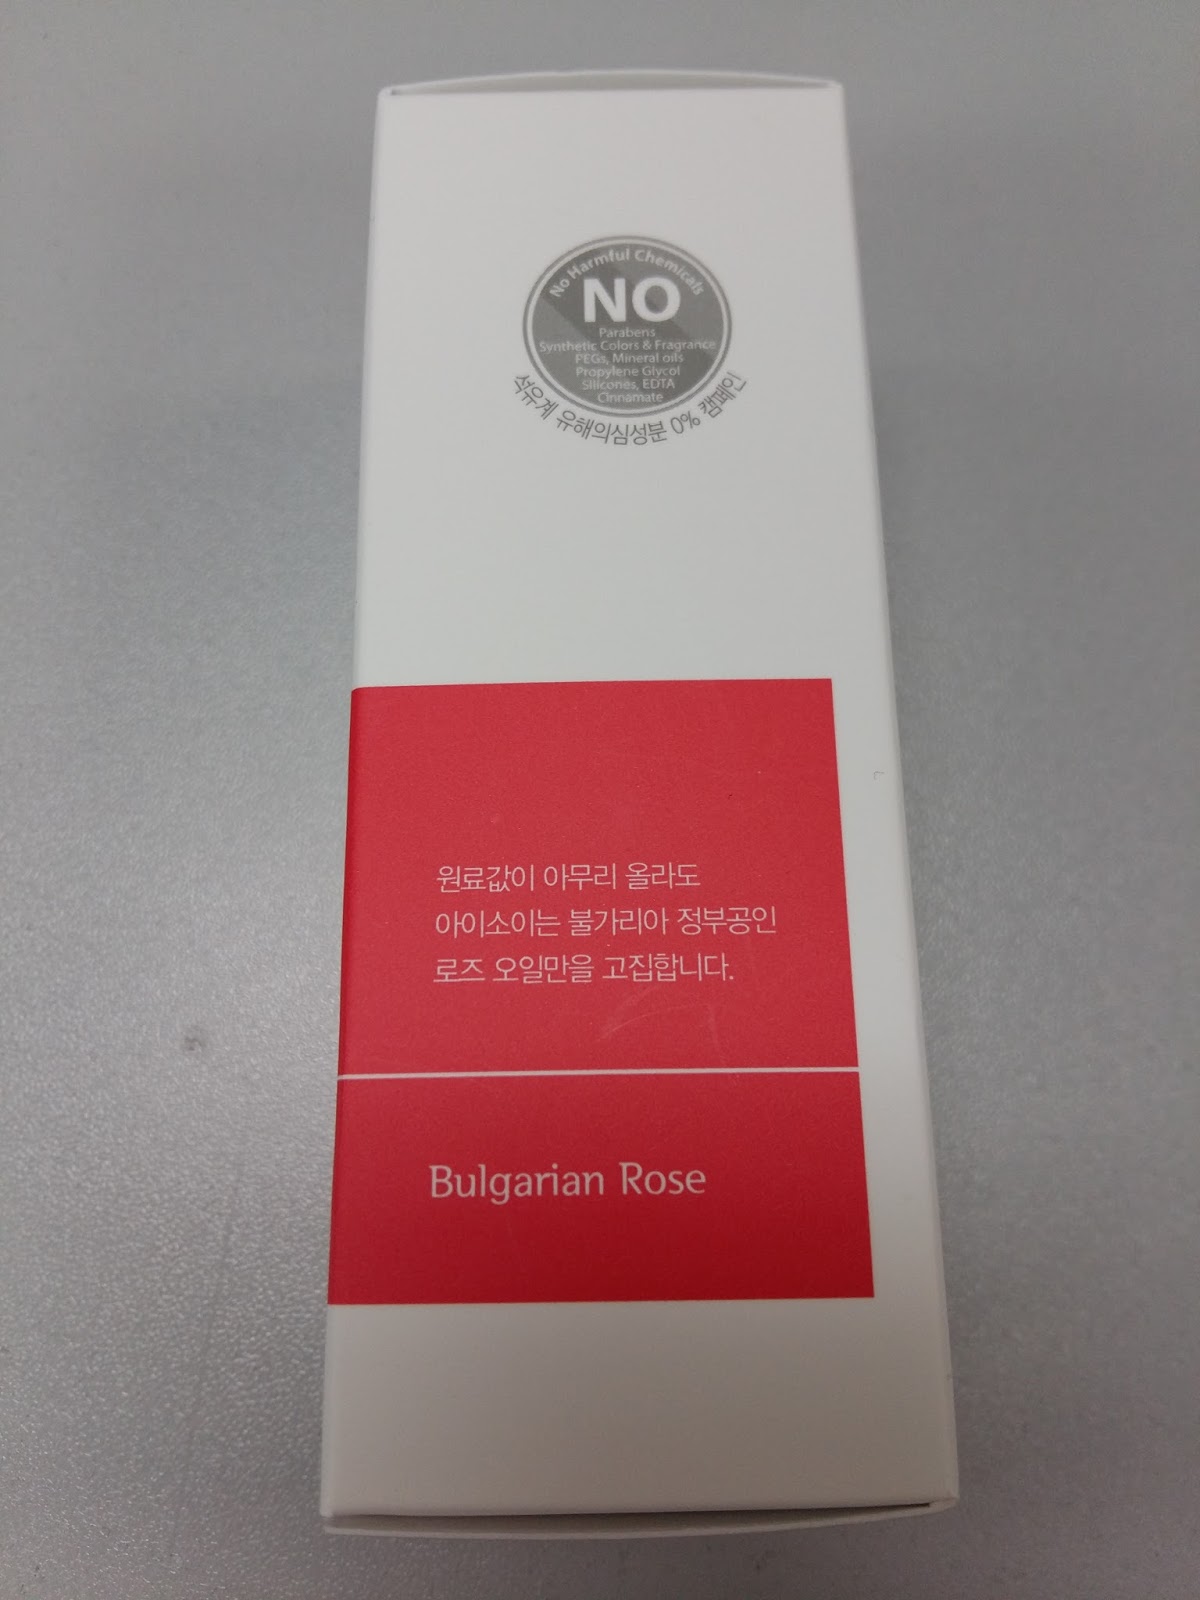 No Harmful Chemicals
NO
Parabens
Synthetic Colors & Fragrance
PEGs, Mineral oils
Propylene Glycol
Silicones, EDTA
Cinnamate
석유계 유해의심성분 0% 캠페인
원료값이 아무리 올라도
아이소이는 불가리아 정부공인
로즈 오일만을 고집합니다.
Bulgarian Rose